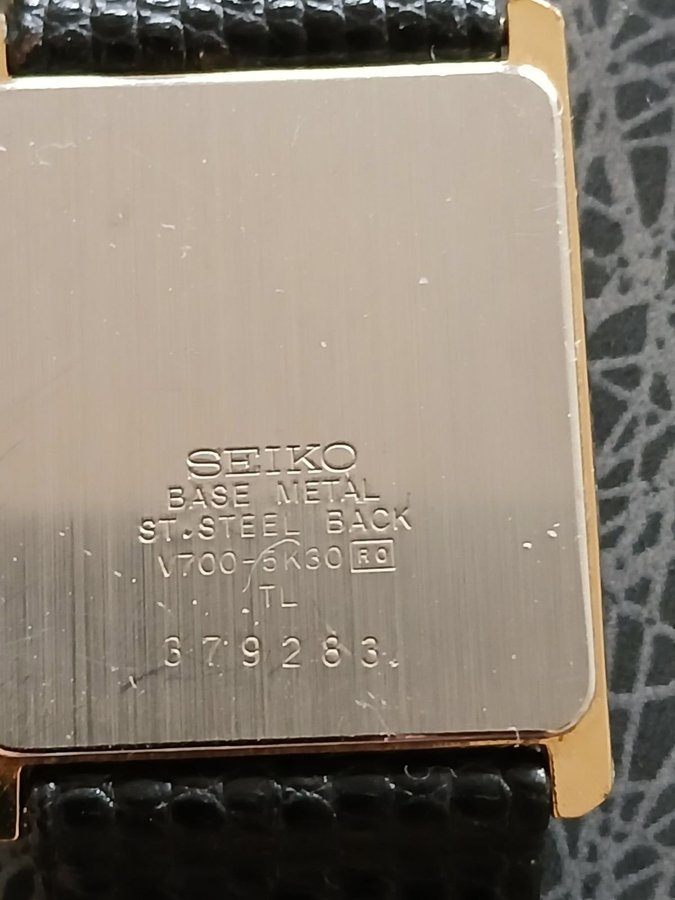 SEIKO
BASE METAL
ST.STEEL BACK
V700-5K30 R0
TL
379283